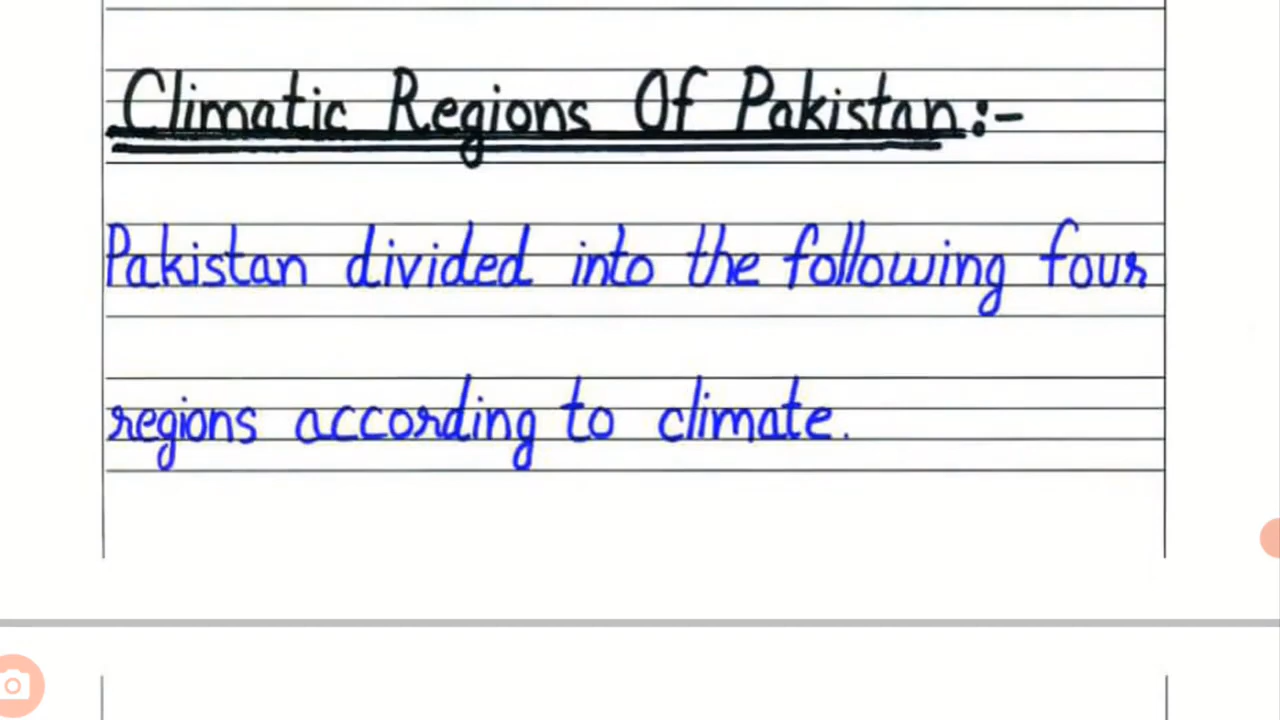 Climatic Regions Of Pakistan:-
Pakistan divided into the following four
regions according to climate.